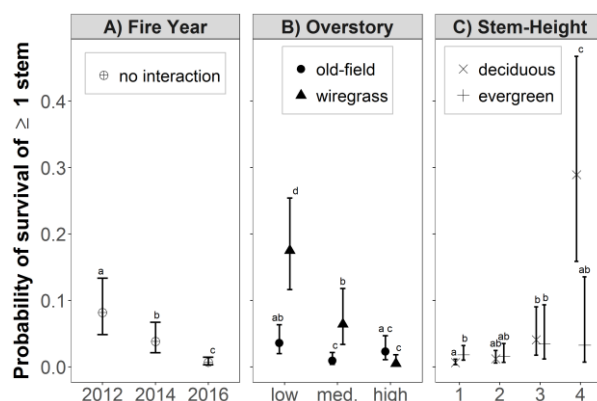 A) Fire Year
B) Overstory
C) Stem-Height
Probability of survival of ≥ 1 stem
0.4
0.3
0.2
0.1
0.0
no interaction
a
b
c
2012 2014 2016
old-field
wiregrass
ab
d
c
b
a c
c
low med. high
deciduous
evergreen
a
b
ab
ab
b
b
c
ab
1 2 3 4